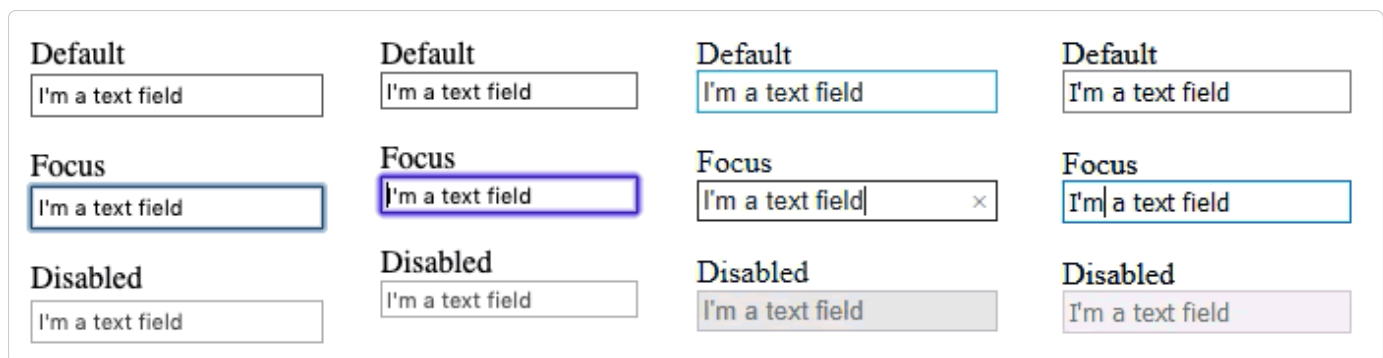 Default
I'm a text field
Focus
I'm a text field
Disabled
I'm a text field
Default
I'm a text field
Focus
I'm a text field
Disabled
I'm a text field
Default
I'm a text field
Focus
I'm a text field ×
Disabled
I'm a text field
Default
I'm a text field
Focus
I'm a text field
Disabled
I'm a text field